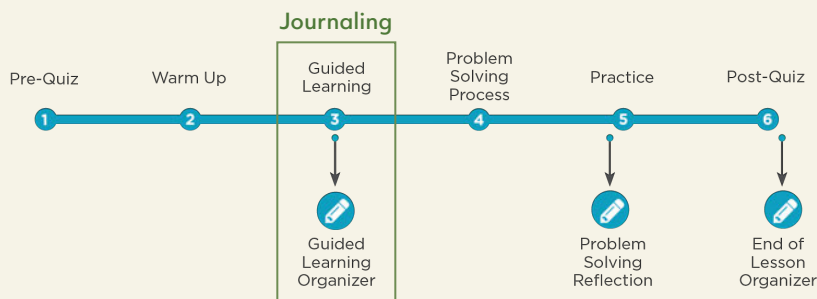 Journaling
Pre-Quiz
Warm Up
Guided
Learning
Problem
Solving
Process
Practice
Post-Quiz
1
2
3
4
5
6
Guided
Learning
Organizer
Problem
Solving
Reflection
End of
Lesson
Organizer